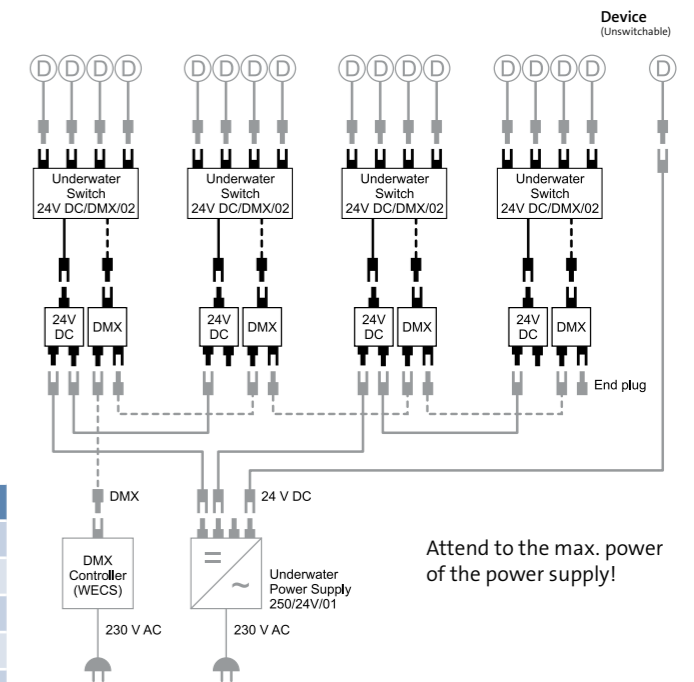 Device
(Unswitchable)
D D D D D D D D D D D D D D D D D
Underwater
Switch
24V DC/DMX/02
Underwater
Switch
24V DC/DMX/02
Underwater
Switch
24V DC/DMX/02
Underwater
Switch
24V DC/DMX/02
24V
DC
DMX
24V
DC
DMX
24V
DC
DMX
24V
DC
DMX
End plug
DMX
24 V DC
DMX
Controller
(WECS)
Underwater
Power Supply
250/24V/01
Attend to the max. power
of the power supply!
230 V AC
230 V AC